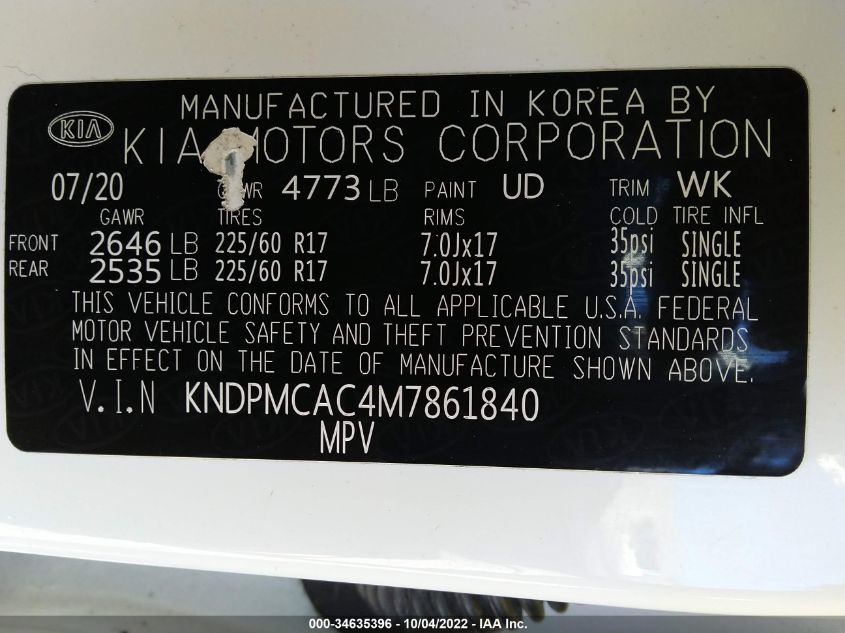 MANUFACTURED IN KOREA BY
KIA KIA MOTORS CORPORATION
07/20 GVWR 4773 LB PAINT UD TRIM WK
GAWR TIRES RIMS COLD TIRE INFL
FRONT 2646 LB 225/60 R17 7.0Jx17 35psi SINGLE
REAR 2535 LB 225/60 R17 7.0Jx17 35psi SINGLE
THIS VEHICLE CONFORMS TO ALL APPLICABLE U.S.A. FEDERAL
MOTOR VEHICLE SAFETY AND THEFT PREVENTION STANDARDS
IN EFFECT ON THE DATE OF MANUFACTURE SHOWN ABOVE.
V.I.N KNDPMCAC4M7861840
MPV
000-34635396 - 10/04/2022 - IAA Inc.